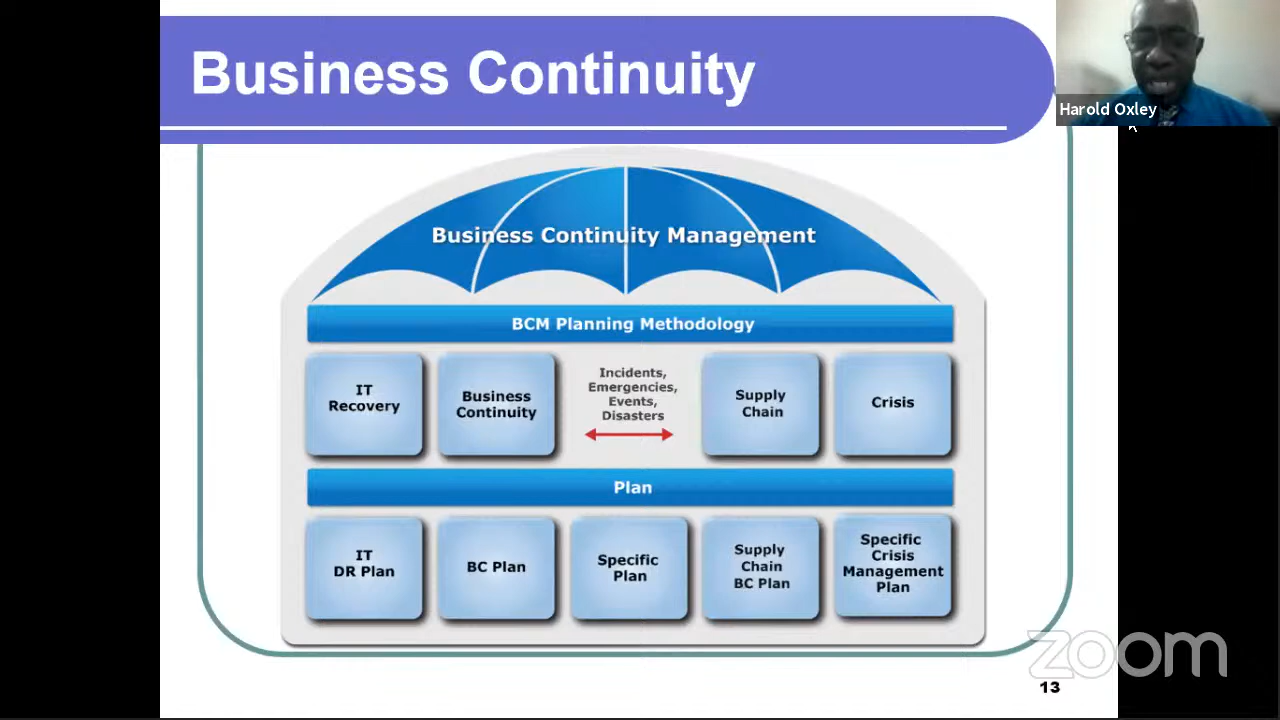 Business Continuity
Harold Oxley
Business Continuity Management
BCM Planning Methodology
IT
Recovery
Business
Continuity
Incidents,
Emergencies,
Events,
Disasters
Supply
Chain
Crisis
Plan
IT
DR Plan
BC Plan
Specific
Plan
Supply
Chain
BC Plan
Specific
Crisis
Management
Plan
zoom
13